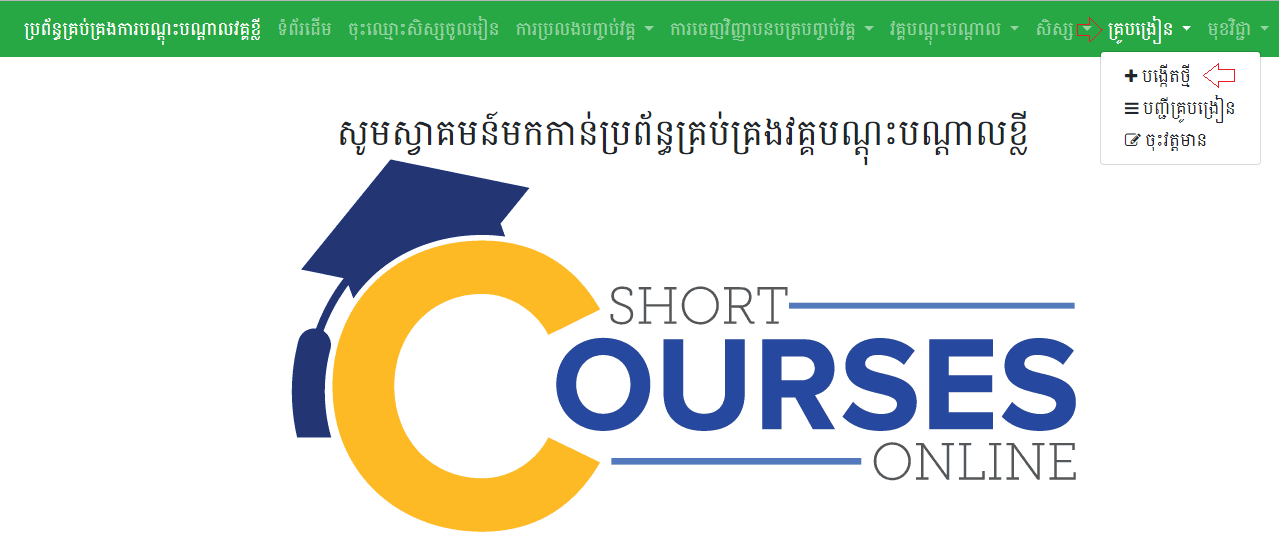 ប្រព័ន្ធគ្រប់គ្រងការបណ្តុះបណ្តាលវគ្គខ្លី ទំព័រដើម ចុះឈ្មោះសិស្សចូលរៀន ការប្រលងបញ្ចប់វគ្គ ការចេញវិញ្ញាបនបត្របញ្ចប់វគ្គ វគ្គបណ្តុះបណ្តាល សិស្ស គ្រូបង្រៀន មុខវិជ្ជា
បង្កើតថ្មី
បញ្ជីគ្រូបង្រៀន
ចុះវត្តមាន
សូមស្វាគមន៍មកកាន់ប្រព័ន្ធគ្រប់គ្រងវគ្គបណ្តុះបណ្តាលខ្លី
SHORT
COURSES
ONLINE